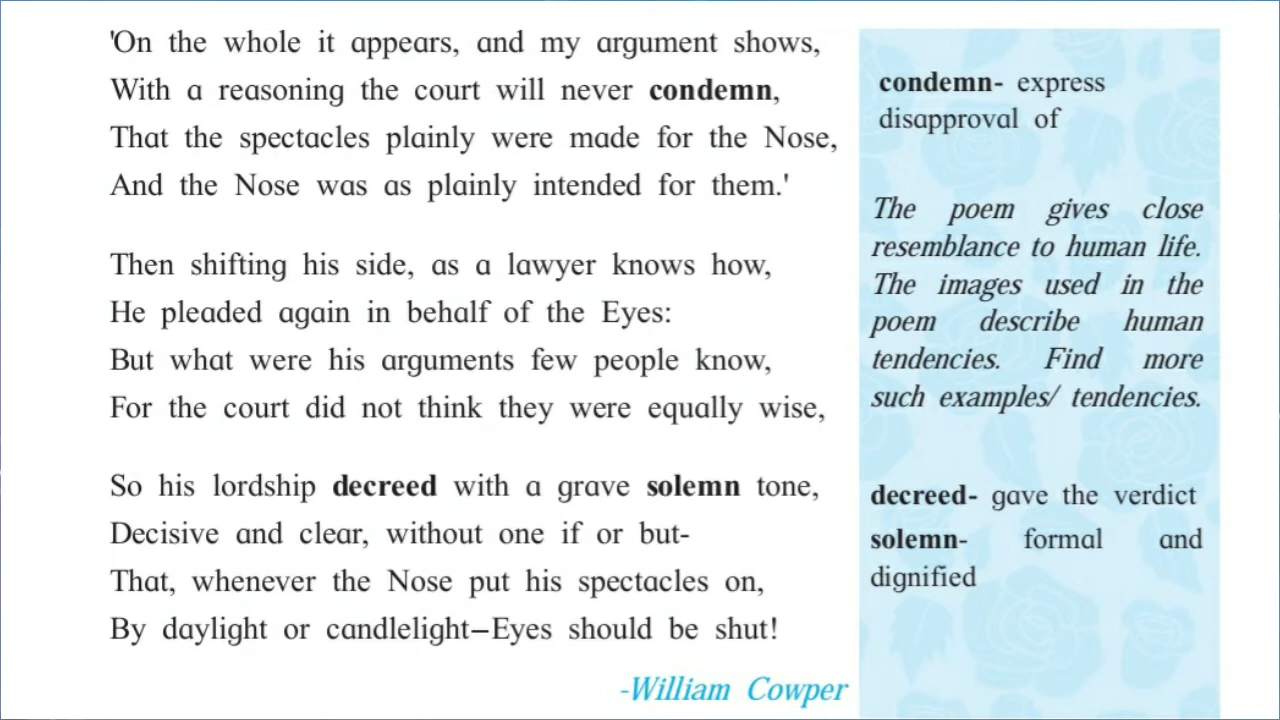 'On the whole it appears, and my argument shows,
With a reasoning the court will never condemn,
That the spectacles plainly were made for the Nose,
And the Nose was as plainly intended for them.'
Then shifting his side, as a lawyer knows how,
He pleaded again in behalf of the Eyes:
But what were his arguments few people know,
For the court did not think they were equally wise,
So his lordship decreed with a grave solemn tone,
Decisive and clear, without one if or but-
That, whenever the Nose put his spectacles on,
By daylight or candlelight–Eyes should be shut!
-William Cowper
condemn- express
disapproval of
The poem gives close
resemblance to human life.
The images used in the
poem describe human
tendencies. Find more
such examples/ tendencies.
decreed- gave the verdict
solemn- formal and
dignified